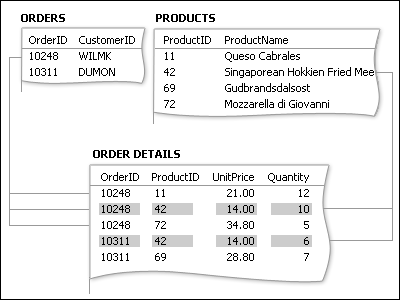 ORDERS
OrderID CustomerID
10248 WILMK
10311 DUMON
PRODUCTS
ProductID ProductName
11 Queso Cabrales
42 Singaporean Hokkien Fried Mee
69 Gudbrandsdalsost
72 Mozzarella di Giovanni
ORDER DETAILS
OrderID ProductID UnitPrice Quantity
10248 11 21.00 12
10248 42 14.00 10
10248 72 34.80 5
10311 42 14.00 6
10311 69 28.80 7